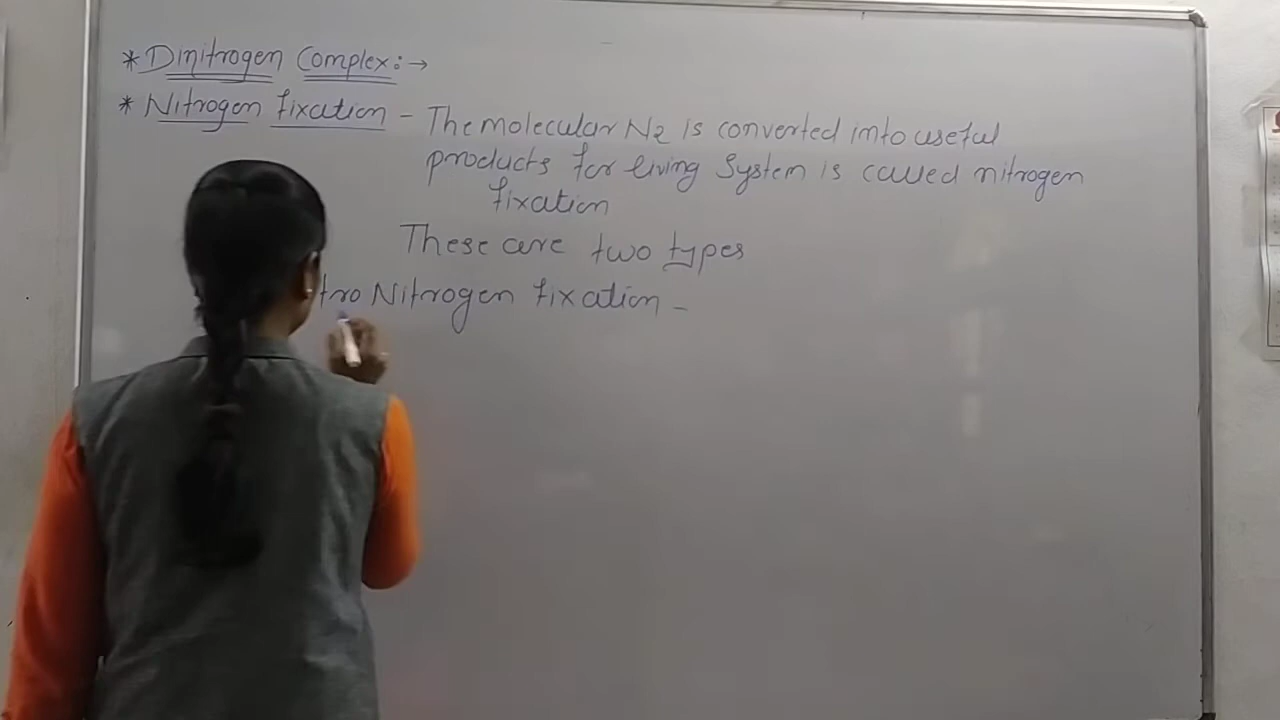 * Dinitrogen Complex:→
* Nitrogen fixation - The molecular N2 is converted into useful
products for living System is called nitrogen
fixation
These are two types
tro Nitrogen fixation -